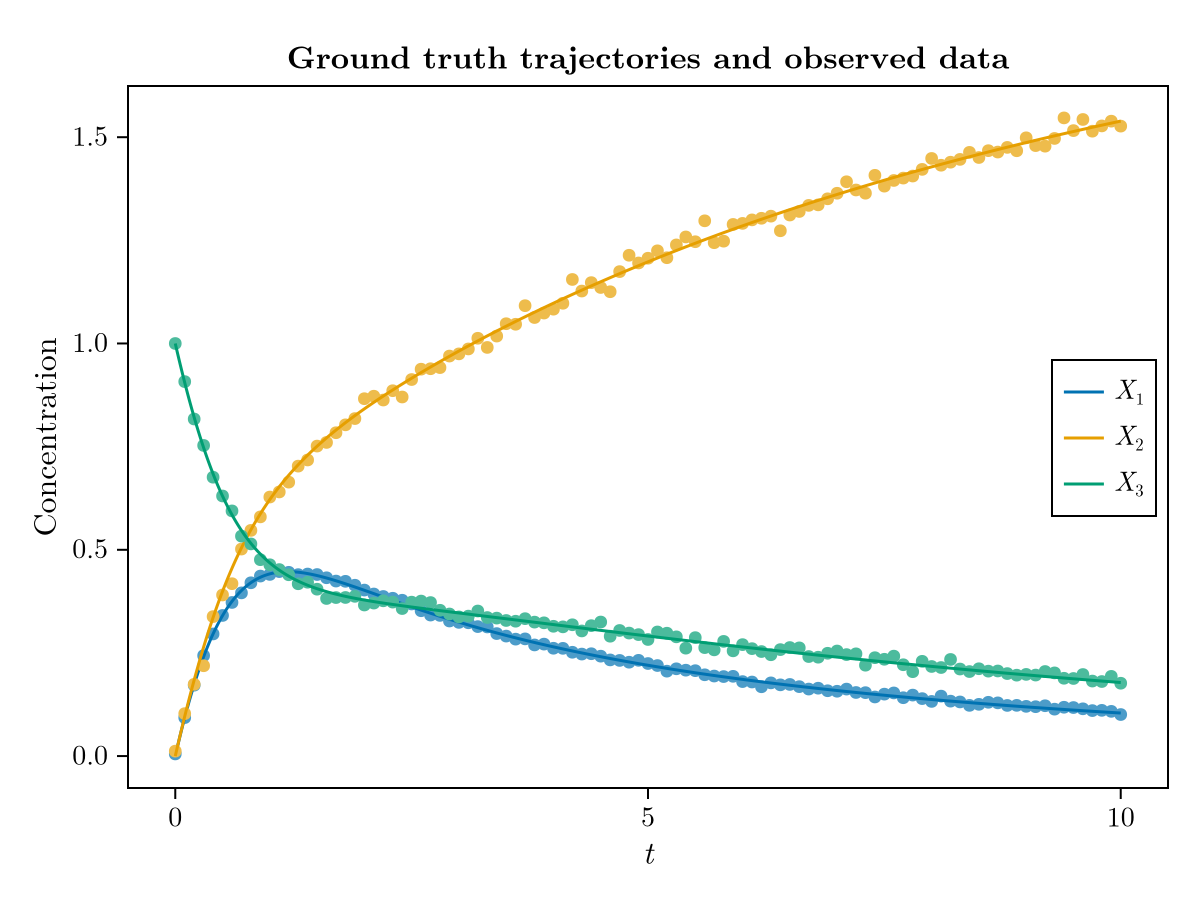 Ground truth trajectories and observed data
Concentration
1.5
1.0
0.5
0.0
0
5
10
t
X₁
X₂
X₃